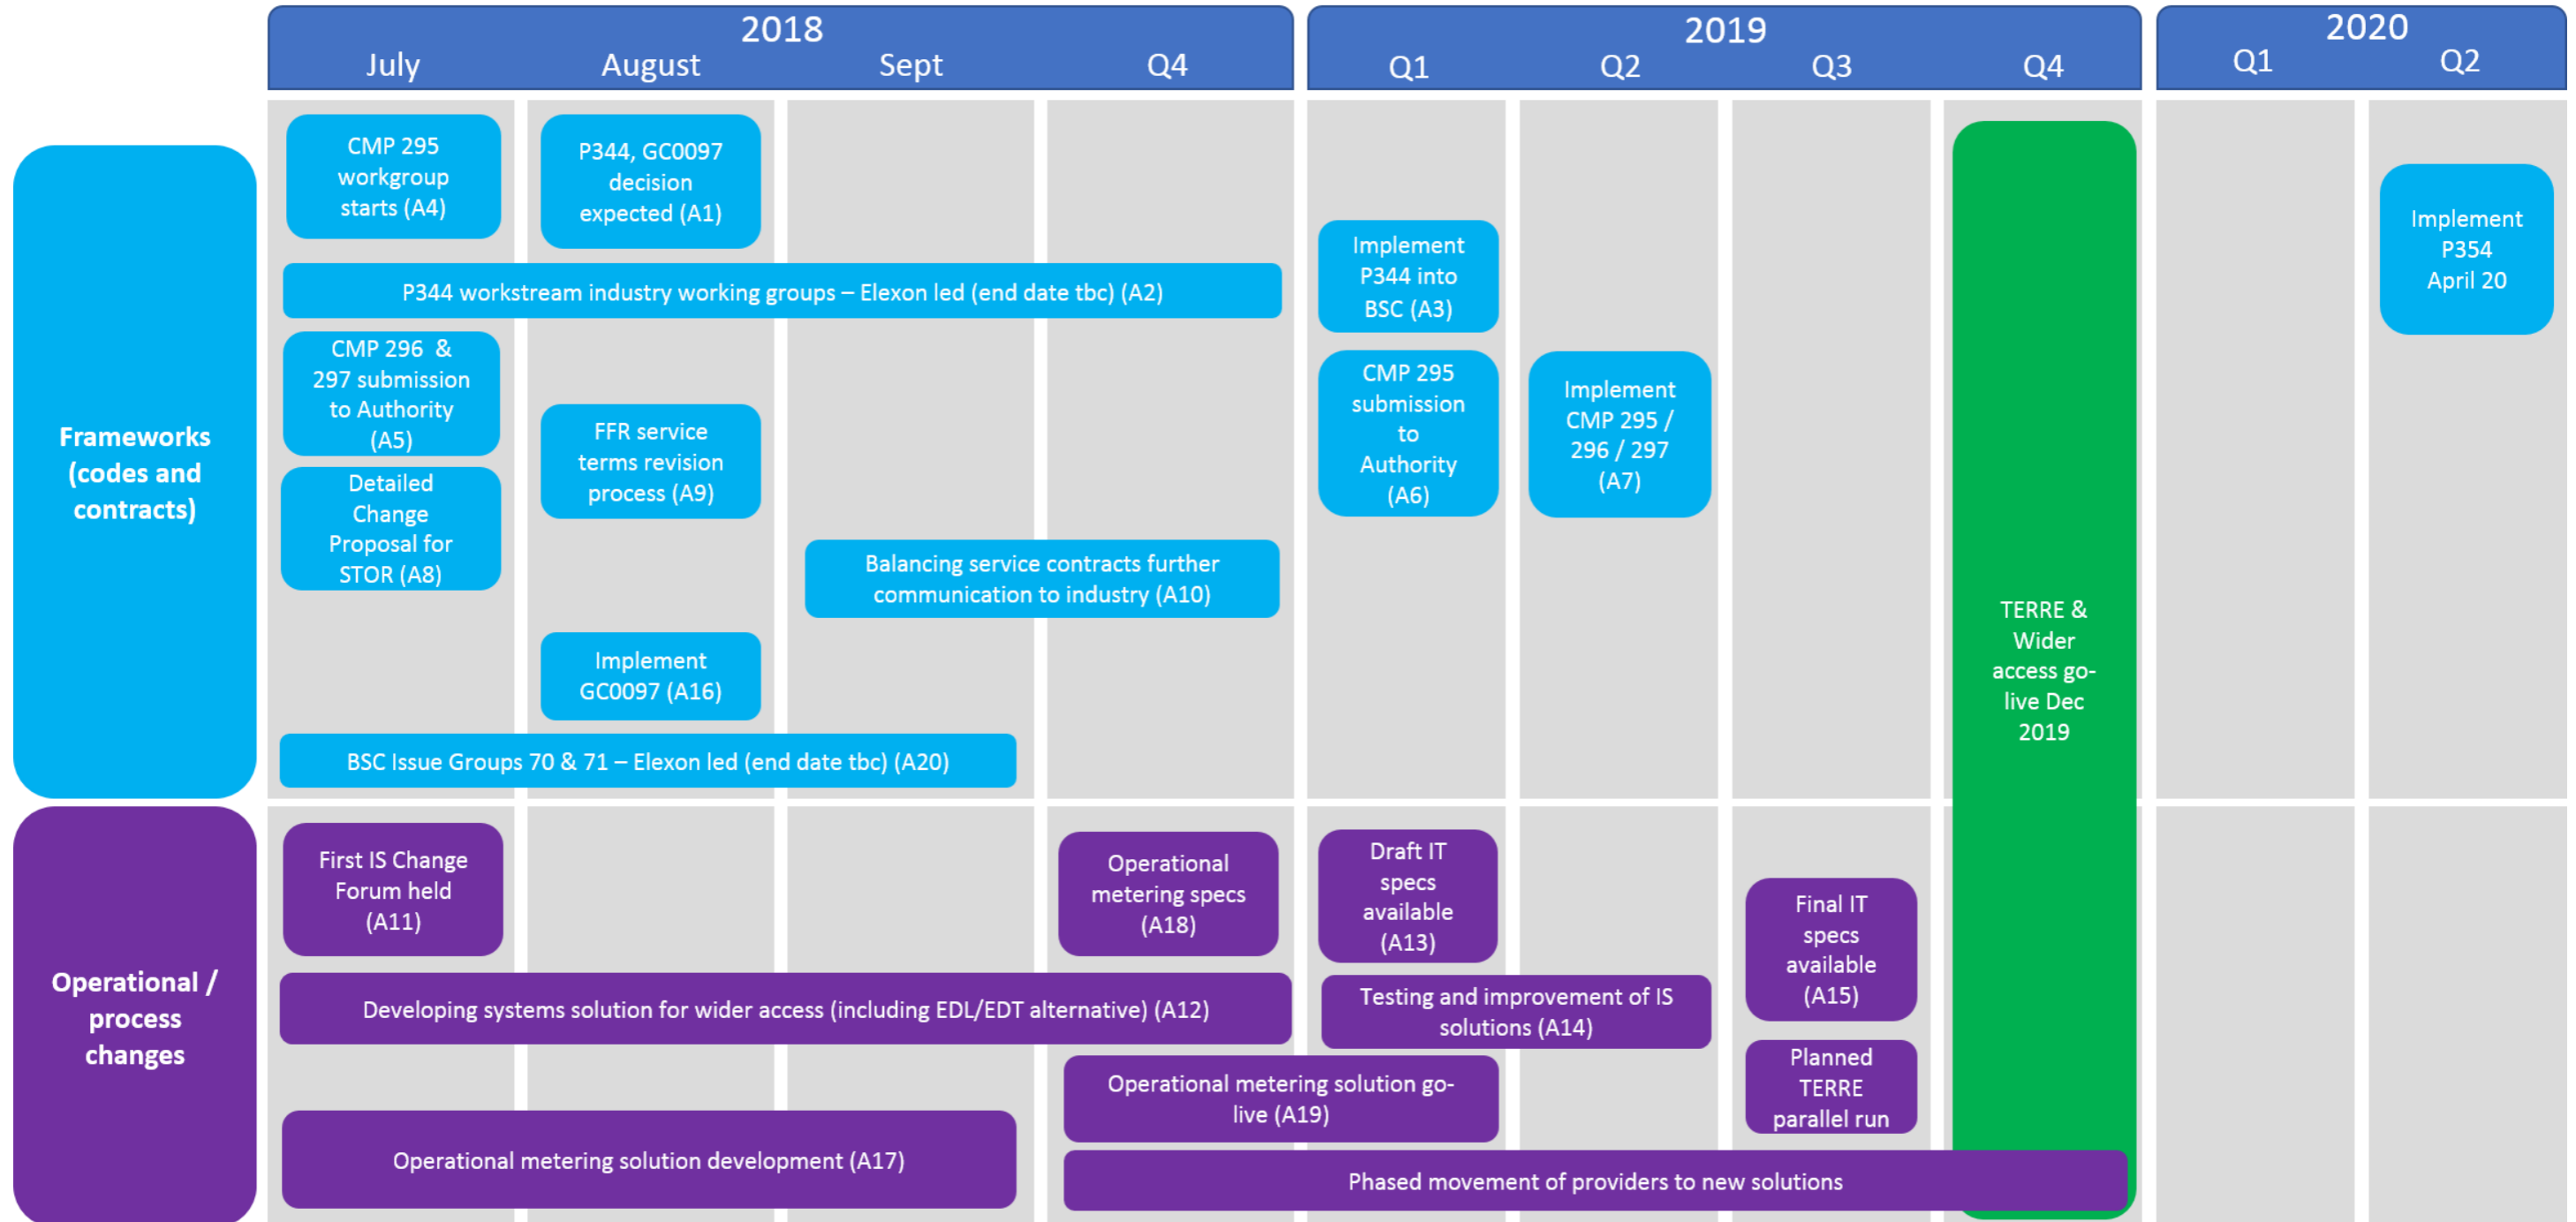 2018
July
August
Sept
Q4
2019
Q1
Q2
Q3
Q4
2020
Q1
Q2
Frameworks
(codes and
contracts)
CMP 295
workgroup
starts (A4)
P344, GC0097
decision
expected (A1)
P344 workstream industry working groups – Elexon led (end date tbc) (A2)
CMP 296 &
297 submission
to Authority
(A5)
Detailed
Change
Proposal for
STOR (A8)
FFR service
terms revision
process (A9)
Balancing service contracts further
communication to industry (A10)
Implement
GC0097 (A16)
BSC Issue Groups 70 & 71 – Elexon led (end date tbc) (A20)
Implement
P344 into
BSC (A3)
CMP 295
submission
to
Authority
(A6)
Implement
CMP 295 /
296 / 297
(A7)
TERRE &
Wider
access go-
live Dec
2019
Implement
P354
April 20
Operational /
process
changes
First IS Change
Forum held
(A11)
Operational
metering specs
(A18)
Draft IT
specs
available
(A13)
Final IT
specs
available
(A15)
Developing systems solution for wider access (including EDL/EDT alternative) (A12)
Testing and improvement of IS
solutions (A14)
Operational metering solution go-
live (A19)
Planned
TERRE
parallel run
Operational metering solution development (A17)
Phased movement of providers to new solutions